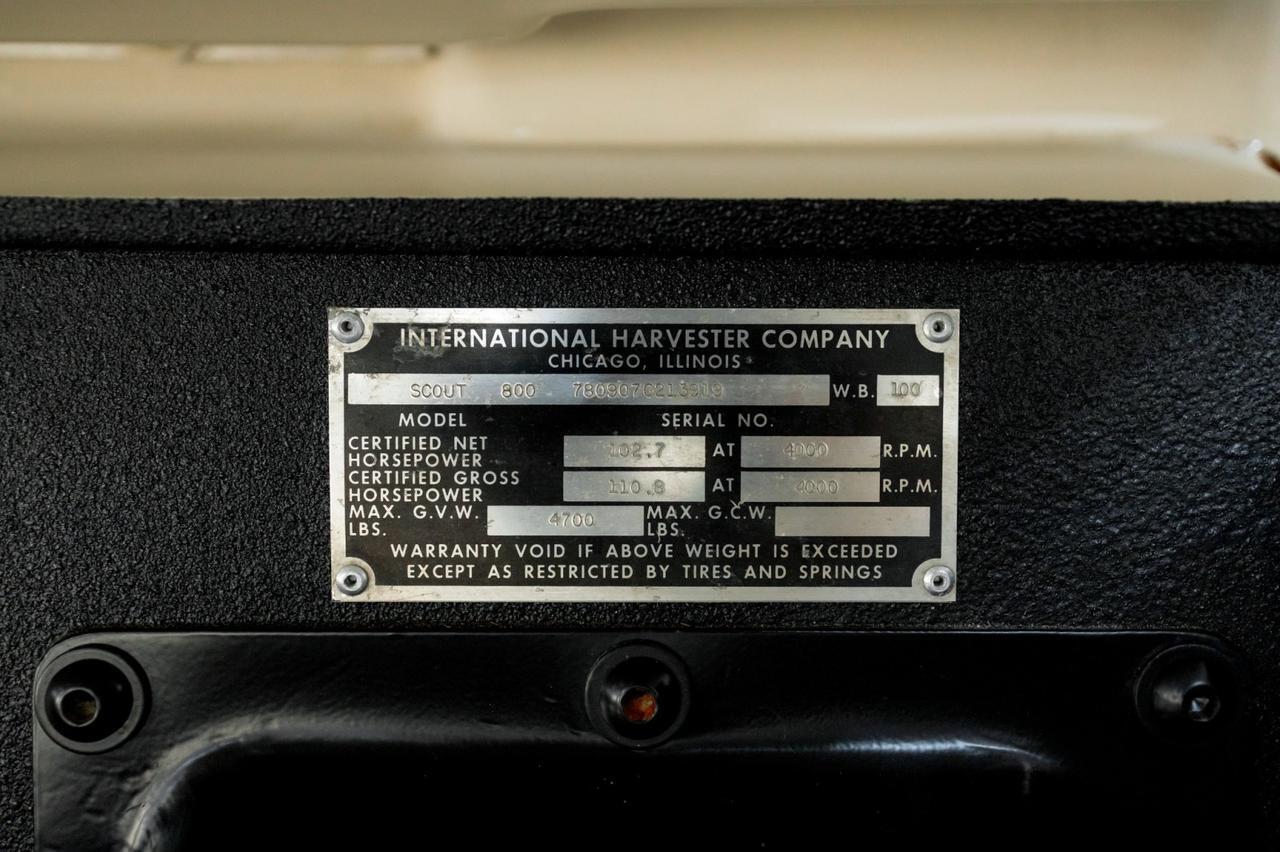 INTERNATIONAL HARVESTER COMPANY
CHICAGO, ILLINOIS
SCOUT 800 780907C213919 W.B. 100
MODEL SERIAL NO.
CERTIFIED NET HORSEPOWER 102.7 AT 4000 R.P.M.
CERTIFIED GROSS HORSEPOWER 110.8 AT 4000 R.P.M.
MAX. G.V.W. LBS. 4700 MAX. G.C.W. LBS.
WARRANTY VOID IF ABOVE WEIGHT IS EXCEEDED
EXCEPT AS RESTRICTED BY TIRES AND SPRINGS